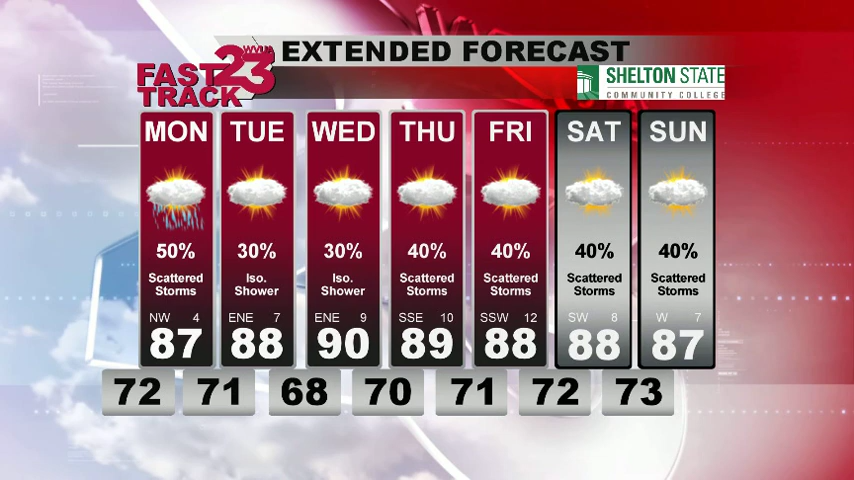 WVUA
23
FAST
TRACK
EXTENDED FORECAST
SHELTON STATE
COMMUNITY COLLEGE
MON TUE WED THU FRI SAT SUN
50% 30% 30% 40% 40% 40% 40%
Scattered Iso. Iso. Scattered Scattered Scattered Scattered
Storms Shower Shower Storms Storms Storms Storms
NW 4 ENE 7 ENE 9 SSE 10 SSW 12 SW 8 W 7
87 88 90 89 88 88 87
72 71 68 70 71 72 73